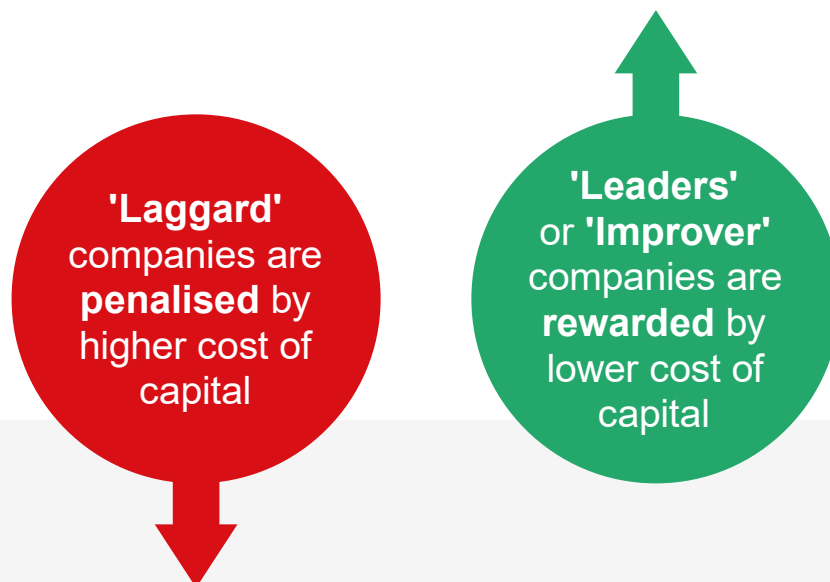 'Laggard'
companies are
penalised by
higher cost of
capital
'Leaders'
or 'Improver'
companies are
rewarded by
lower cost of
capital